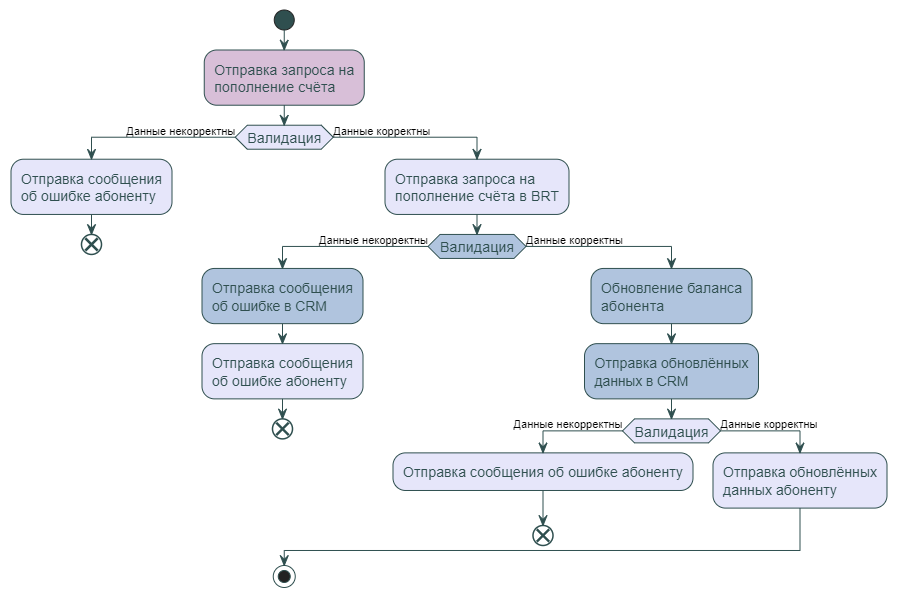 Отправка запроса на
пополнение счёта
Данные некорректны
Валидация
Данные корректны
Отправка сообщения
об ошибке абоненту
Отправка запроса на
пополнение счёта в BRT
Данные некорректны
Валидация
Данные корректны
Отправка сообщения
об ошибке в CRM
Обновление баланса
абонента
Отправка сообщения
об ошибке абоненту
Отправка обновлённых
данных в CRM
Данные некорректны
Валидация
Данные корректны
Отправка сообщения об ошибке абоненту
Отправка обновлённых
данных абоненту